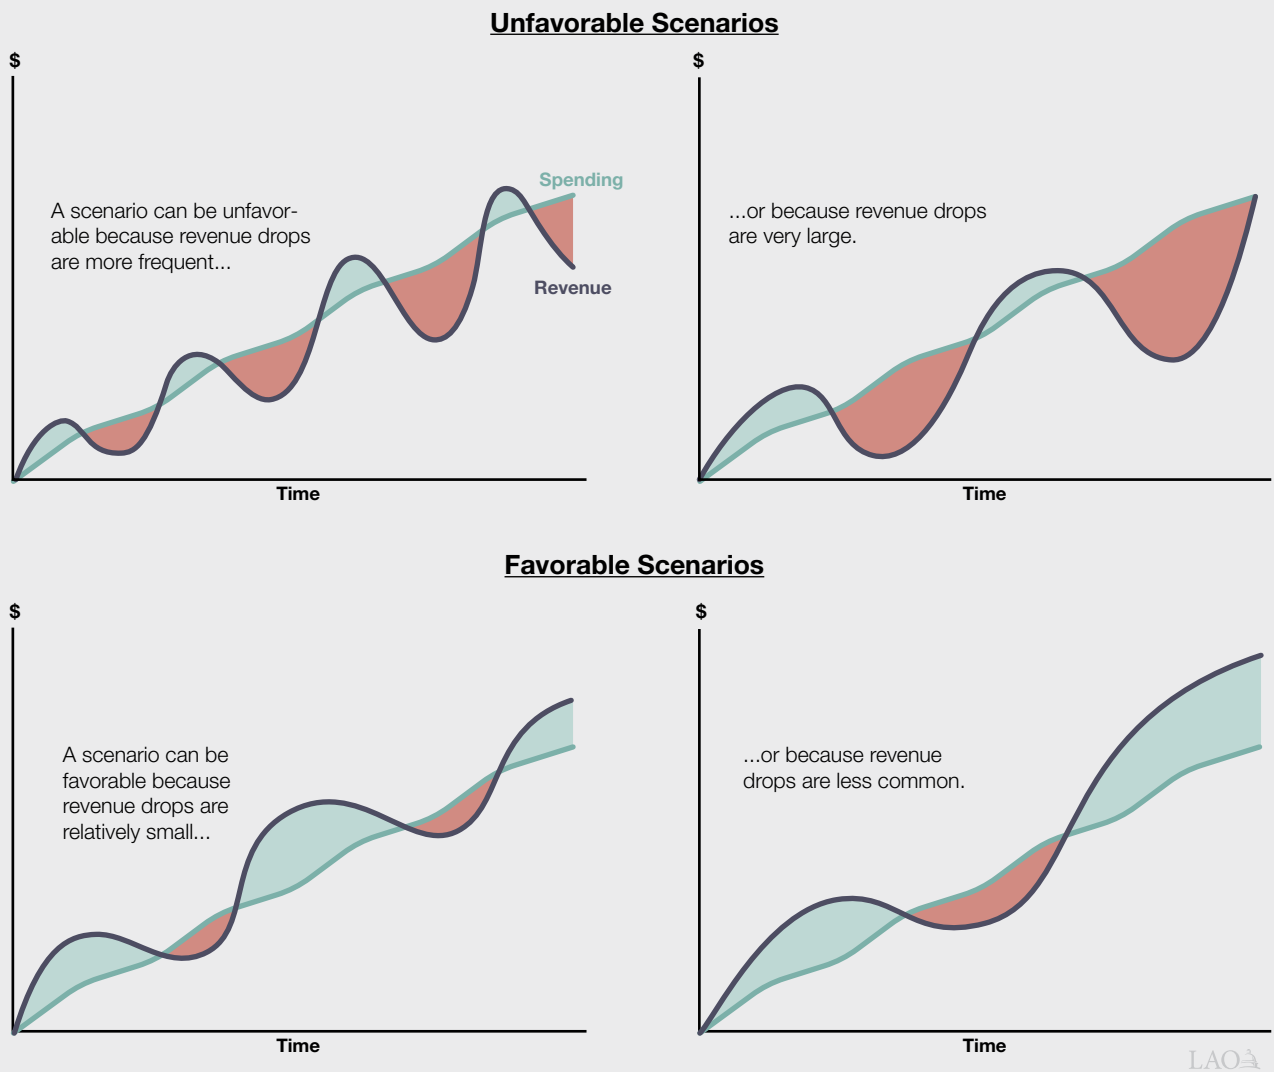 Unfavorable Scenarios
$
A scenario can be unfavor-
able because revenue drops
are more frequent...
Spending
Revenue
Time
$
...or because revenue drops
are very large.
Time
Favorable Scenarios
$
A scenario can be
favorable because
revenue drops are
relatively small...
Time
$
...or because revenue
drops are less common.
Time
LAO